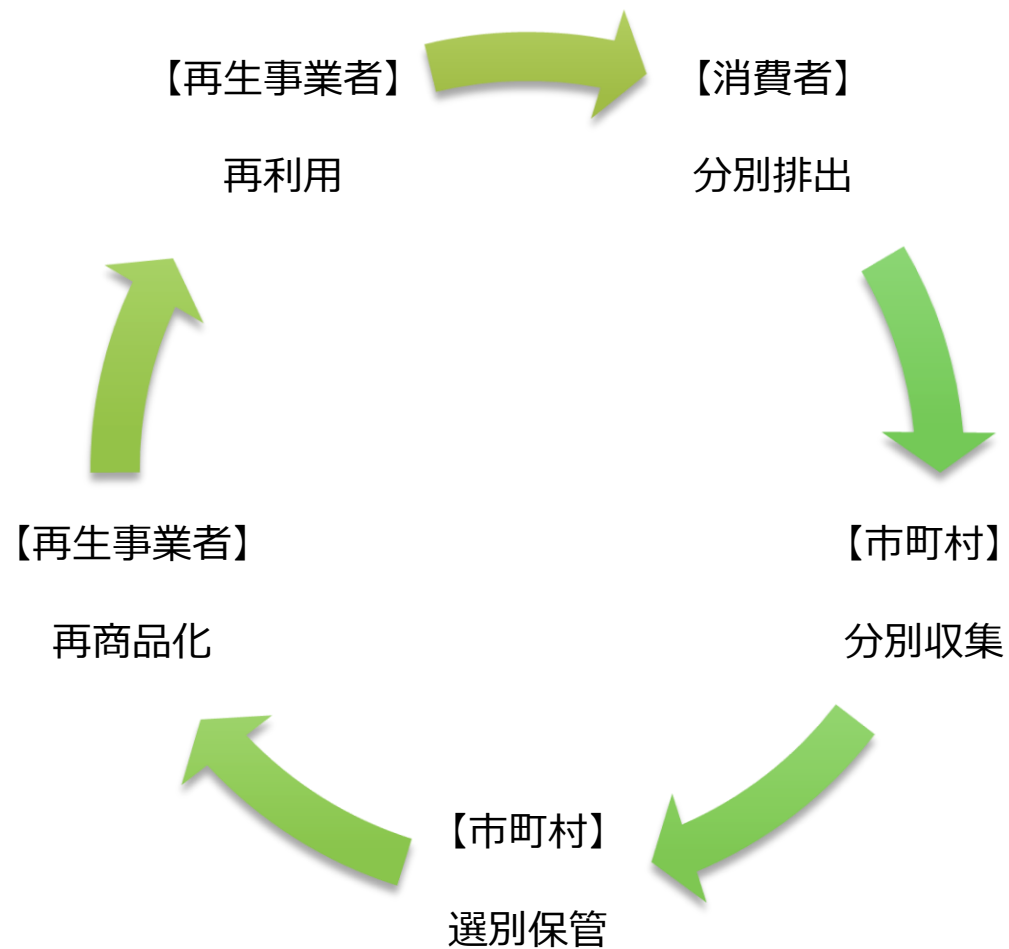 【再生事業者】
再利用
【消費者】
分別排出
【市町村】
分別収集
【市町村】
選別保管
【再生事業者】
再商品化